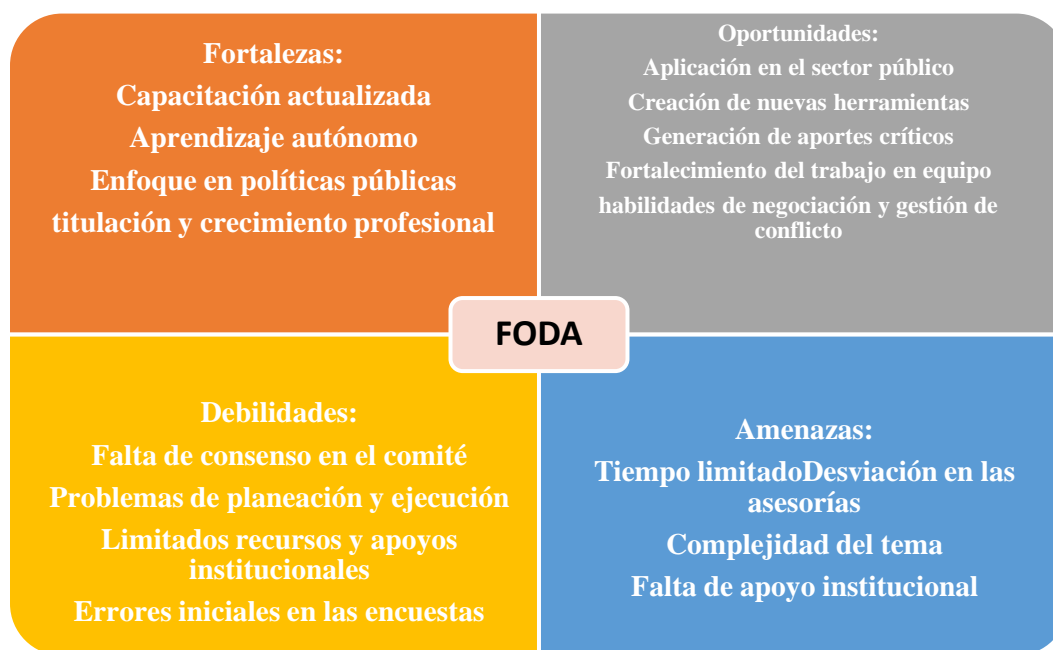 Fortalezas:
Capacitación actualizada
Aprendizaje autónomo
Enfoque en políticas públicas
titulación y crecimiento profesional
Oportunidades:
Aplicación en el sector público
Creación de nuevas herramientas
Generación de aportes críticos
Fortalecimiento del trabajo en equipo
habilidades de negociación y gestión de
conflicto
FODA
Debilidades:
Falta de consenso en el comité
Problemas de planeación y ejecución
Limitados recursos y apoyos
institucionales
Errores iniciales en las encuestas
Amenazas:
Tiempo limitadoDesviación en las
asesorías
Complejidad del tema
Falta de apoyo institucional